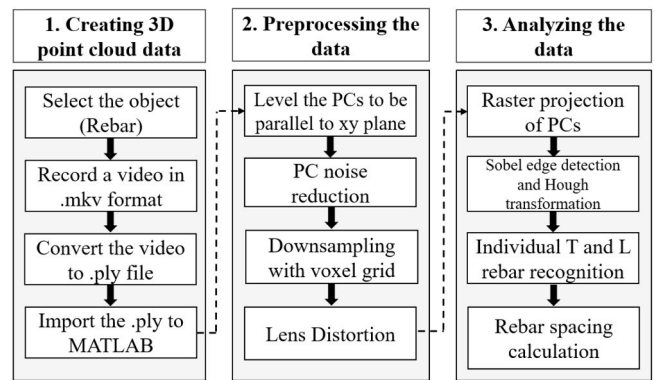 1. Creating 3D
point cloud data
Select the object
(Rebar)
Record a video in
.mkv format
Convert the video
to .ply file
Import the .ply to
MATLAB
2. Preprocessing the
data
Level the PCs to be
parallel to xy plane
PC noise
reduction
Downsampling
with voxel grid
Lens Distortion
3. Analyzing the
data
Raster projection
of PCs
Sobel edge detection
and Hough
transformation
Individual T and L
rebar recognition
Rebar spacing
calculation